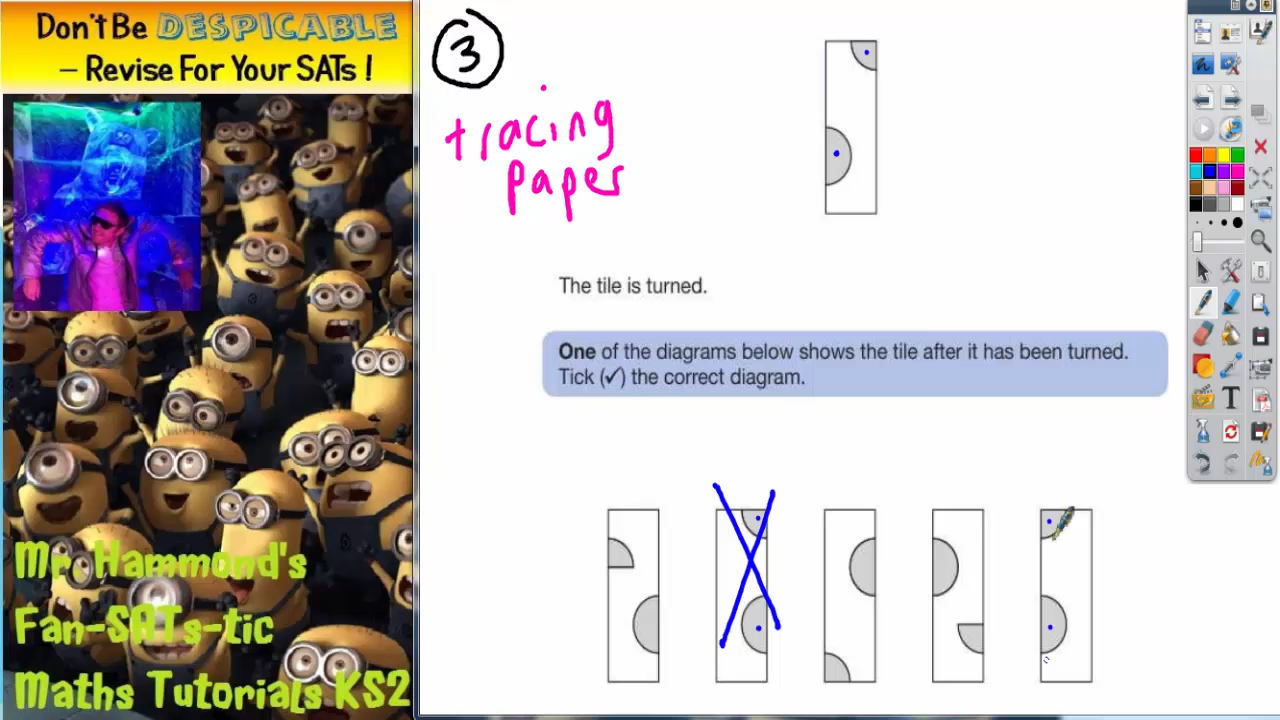 Don't Be DESPICABLE
– Revise For Your SATs !
3
tracing
paper
The tile is turned.
One of the diagrams below shows the tile after it has been turned.
Tick (✓) the correct diagram.
Mr. Hammond's
Fan-SATs-tic
Maths Tutorials KS2
T